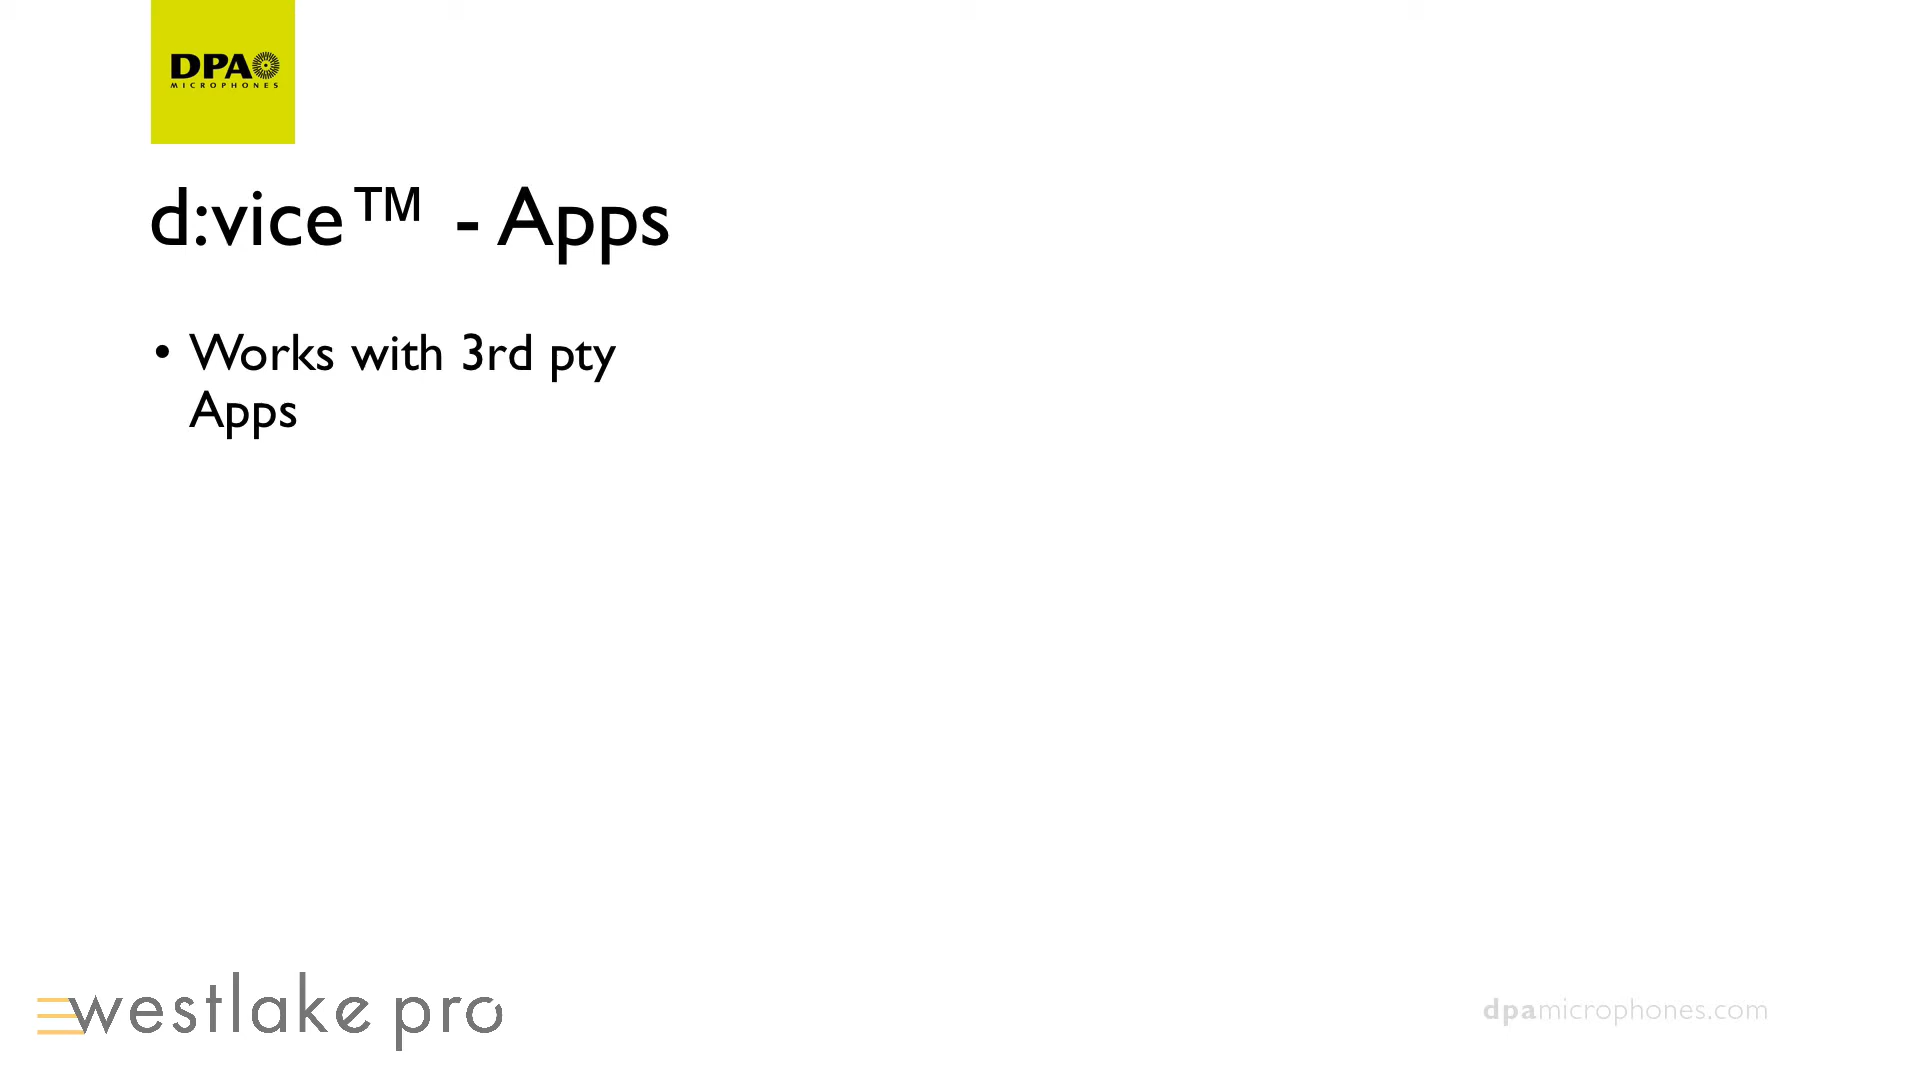 DPA
MICROPHONES
d:vice™ - Apps
• Works with 3rd pty
Apps
westlake pro
dpamicrophones.com